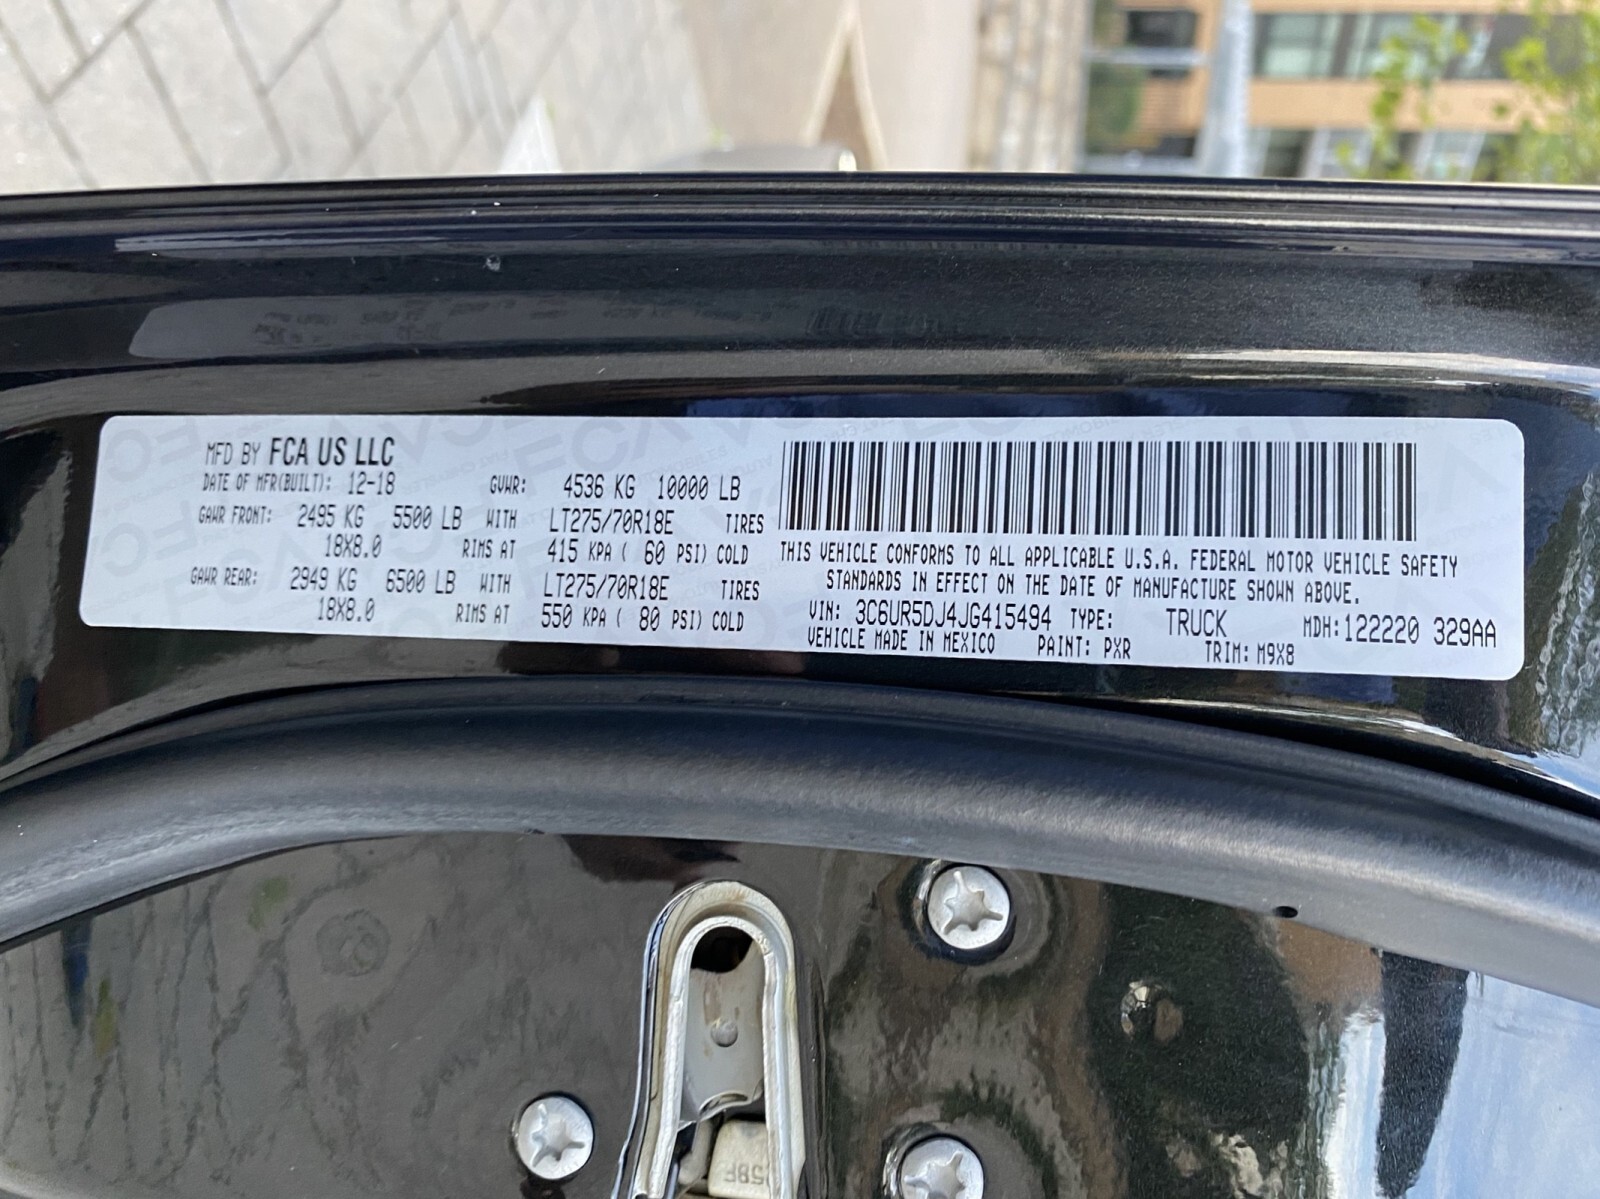 MFD BY FCA US LLC
DATE OF MFR(BUILT): 12-18 GVWR: 4536 KG 10000 LB
GAWR FRONT: 2495 KG 5500 LB WITH LT275/70R18E TIRES
18X8.0 RIMS AT 415 KPA ( 60 PSI) COLD
GAWR REAR: 2949 KG 6500 LB WITH LT275/70R18E TIRES
18X8.0 RIMS AT 550 KPA ( 80 PSI) COLD
THIS VEHICLE CONFORMS TO ALL APPLICABLE U.S.A. FEDERAL MOTOR VEHICLE SAFETY
STANDARDS IN EFFECT ON THE DATE OF MANUFACTURE SHOWN ABOVE.
VIN: 3C6UR5DJ4JG415494 TYPE: TRUCK MDH:122220 329AA
VEHICLE MADE IN MEXICO PAINT: PXR TRIM: M9X8